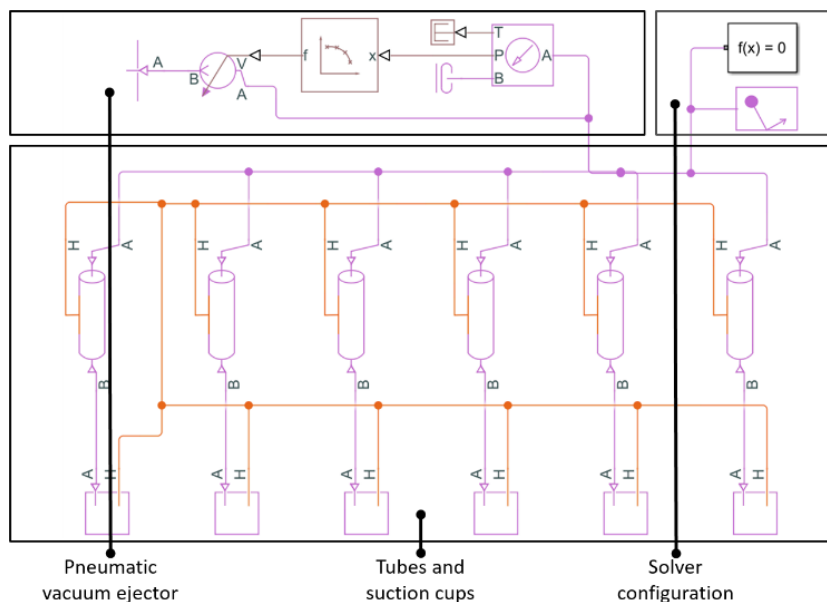 T
A
V
f
x
P
A
f(x) = 0
B
A
B
H
A
H
A
H
A
H
A
H
A
H
A
B
B
B
B
B
B
A
H
A
H
A
H
A
H
A
H
A
H
Pneumatic
vacuum ejector
Tubes and
suction cups
Solver
configuration